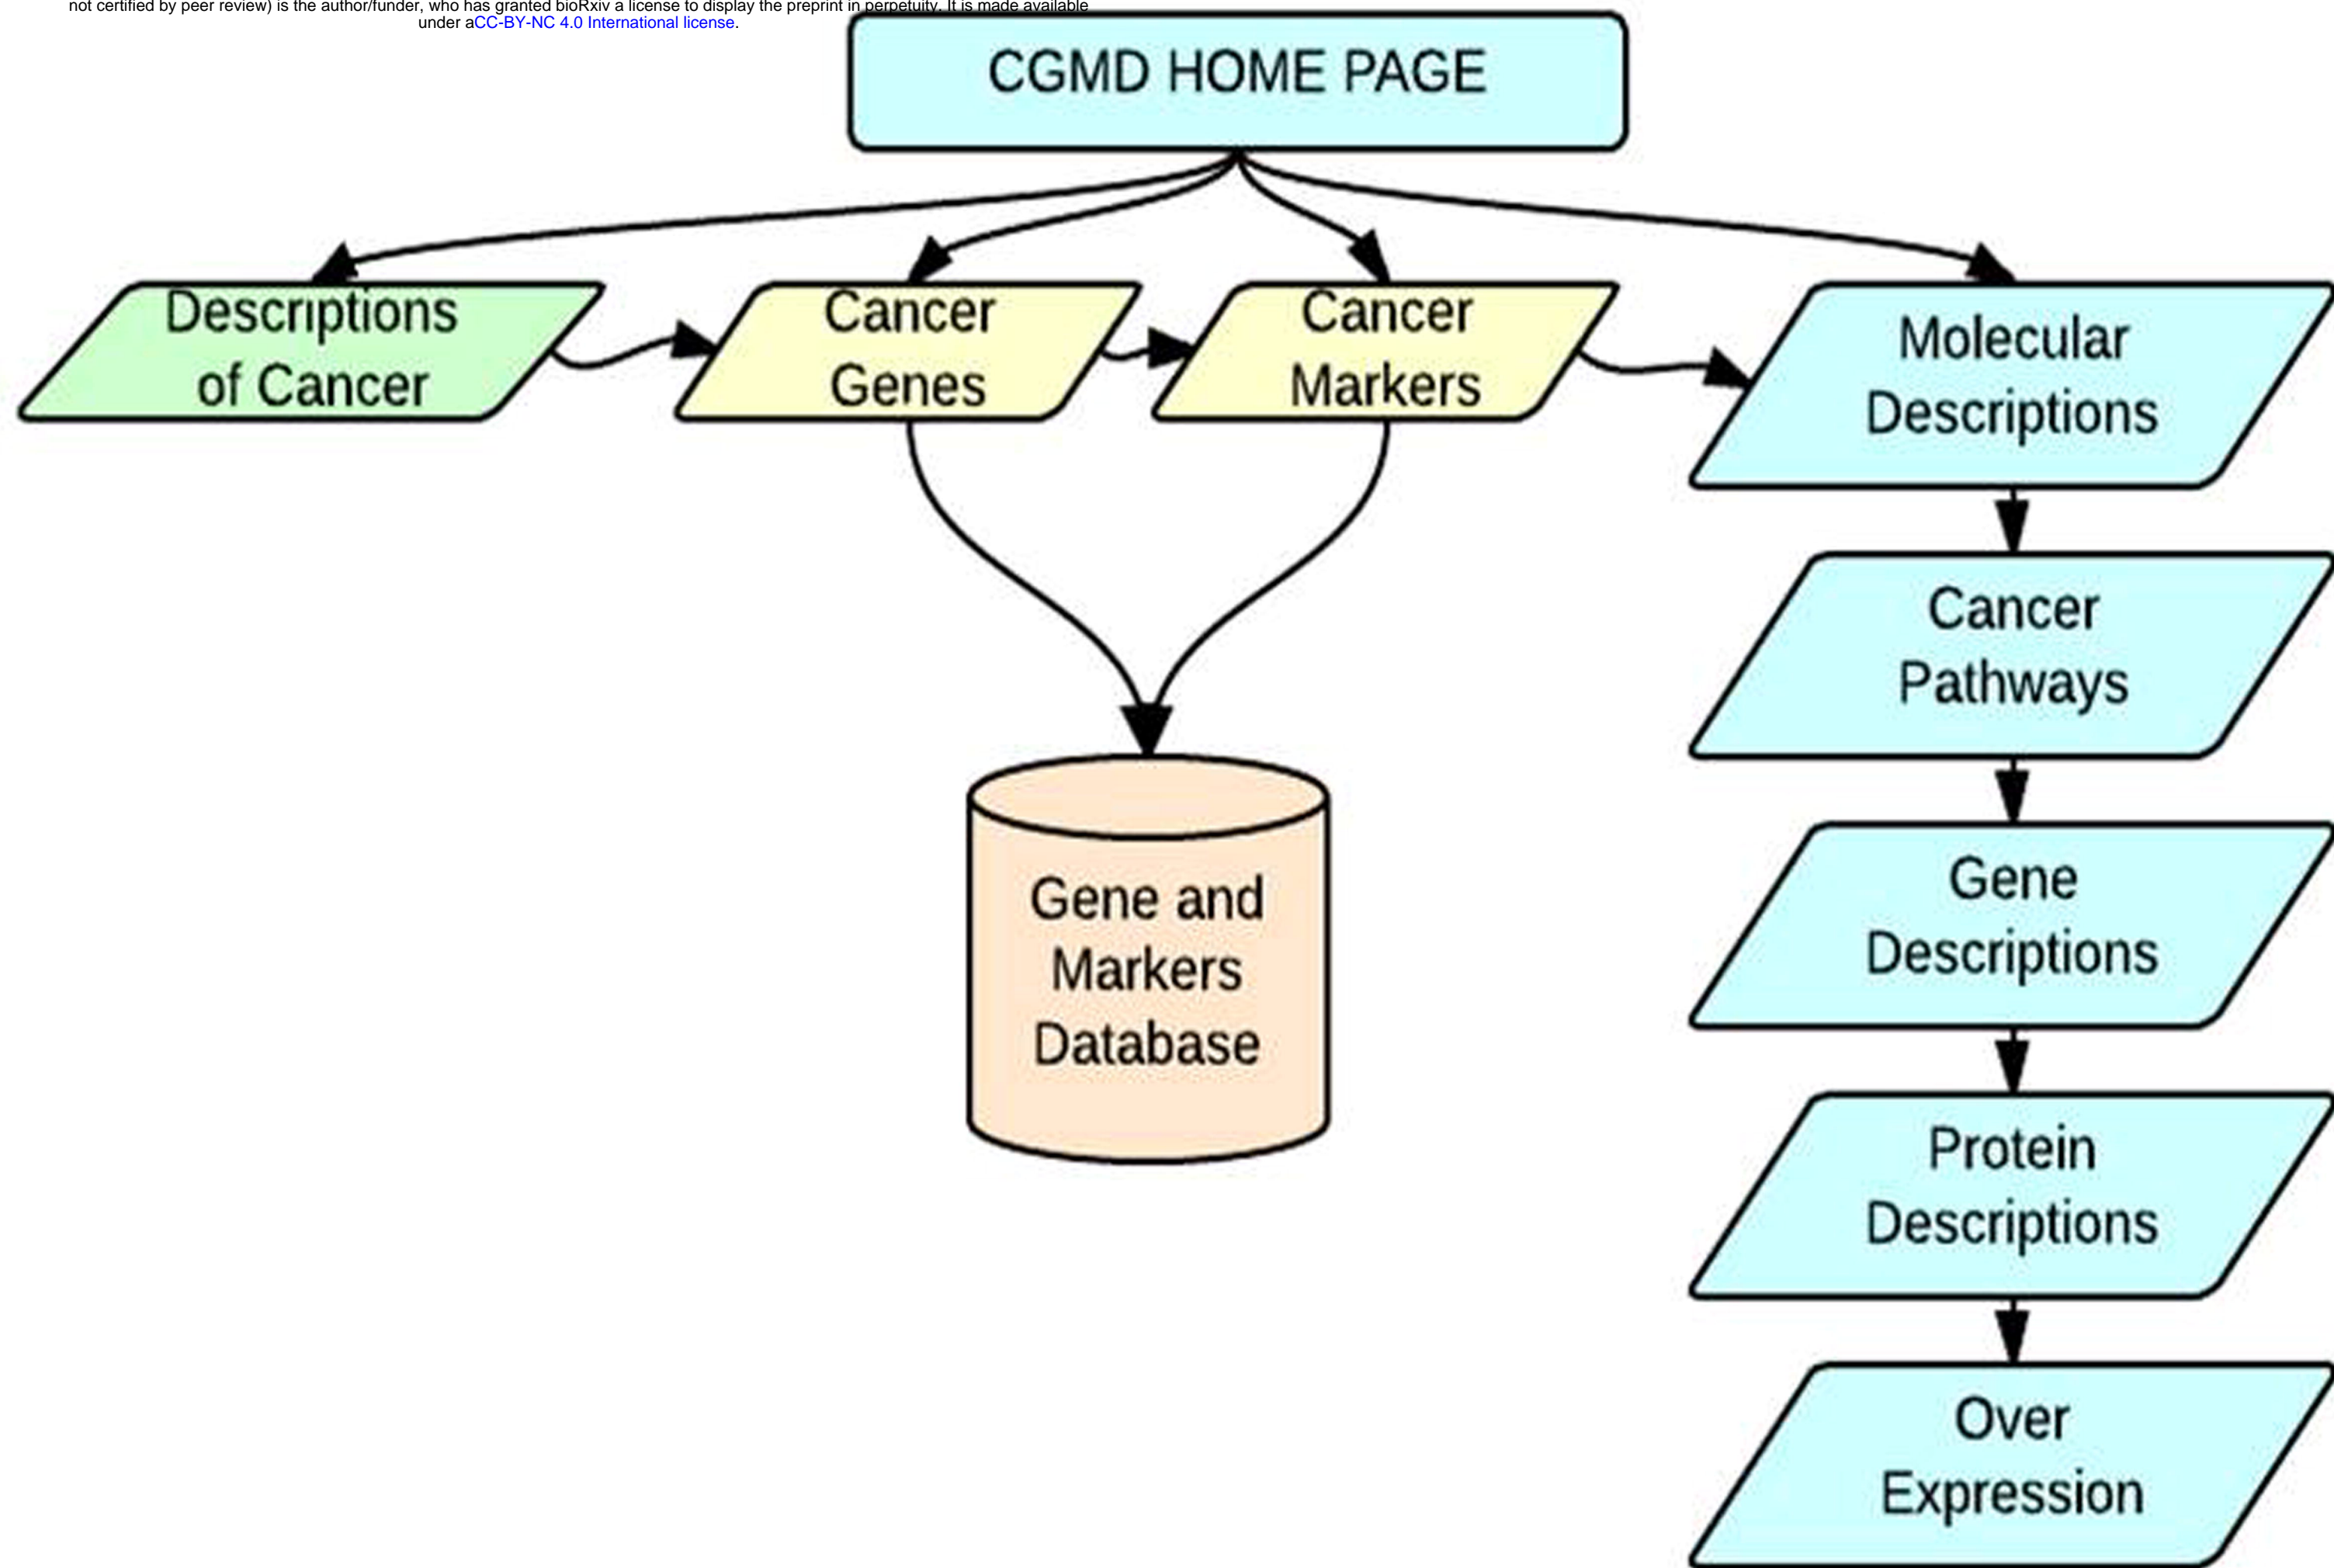 not certified by peer review) is the author/funder, who has granted bioRxiv a license to display the preprint in perpetuity. It is made available
under aCC-BY-NC 4.0 International license.
CGMD HOME PAGE
Descriptions
of Cancer
Cancer
Genes
Cancer
Markers
Molecular
Descriptions
Cancer
Pathways
Gene and
Markers
Database
Gene
Descriptions
Protein
Descriptions
Over
Expression